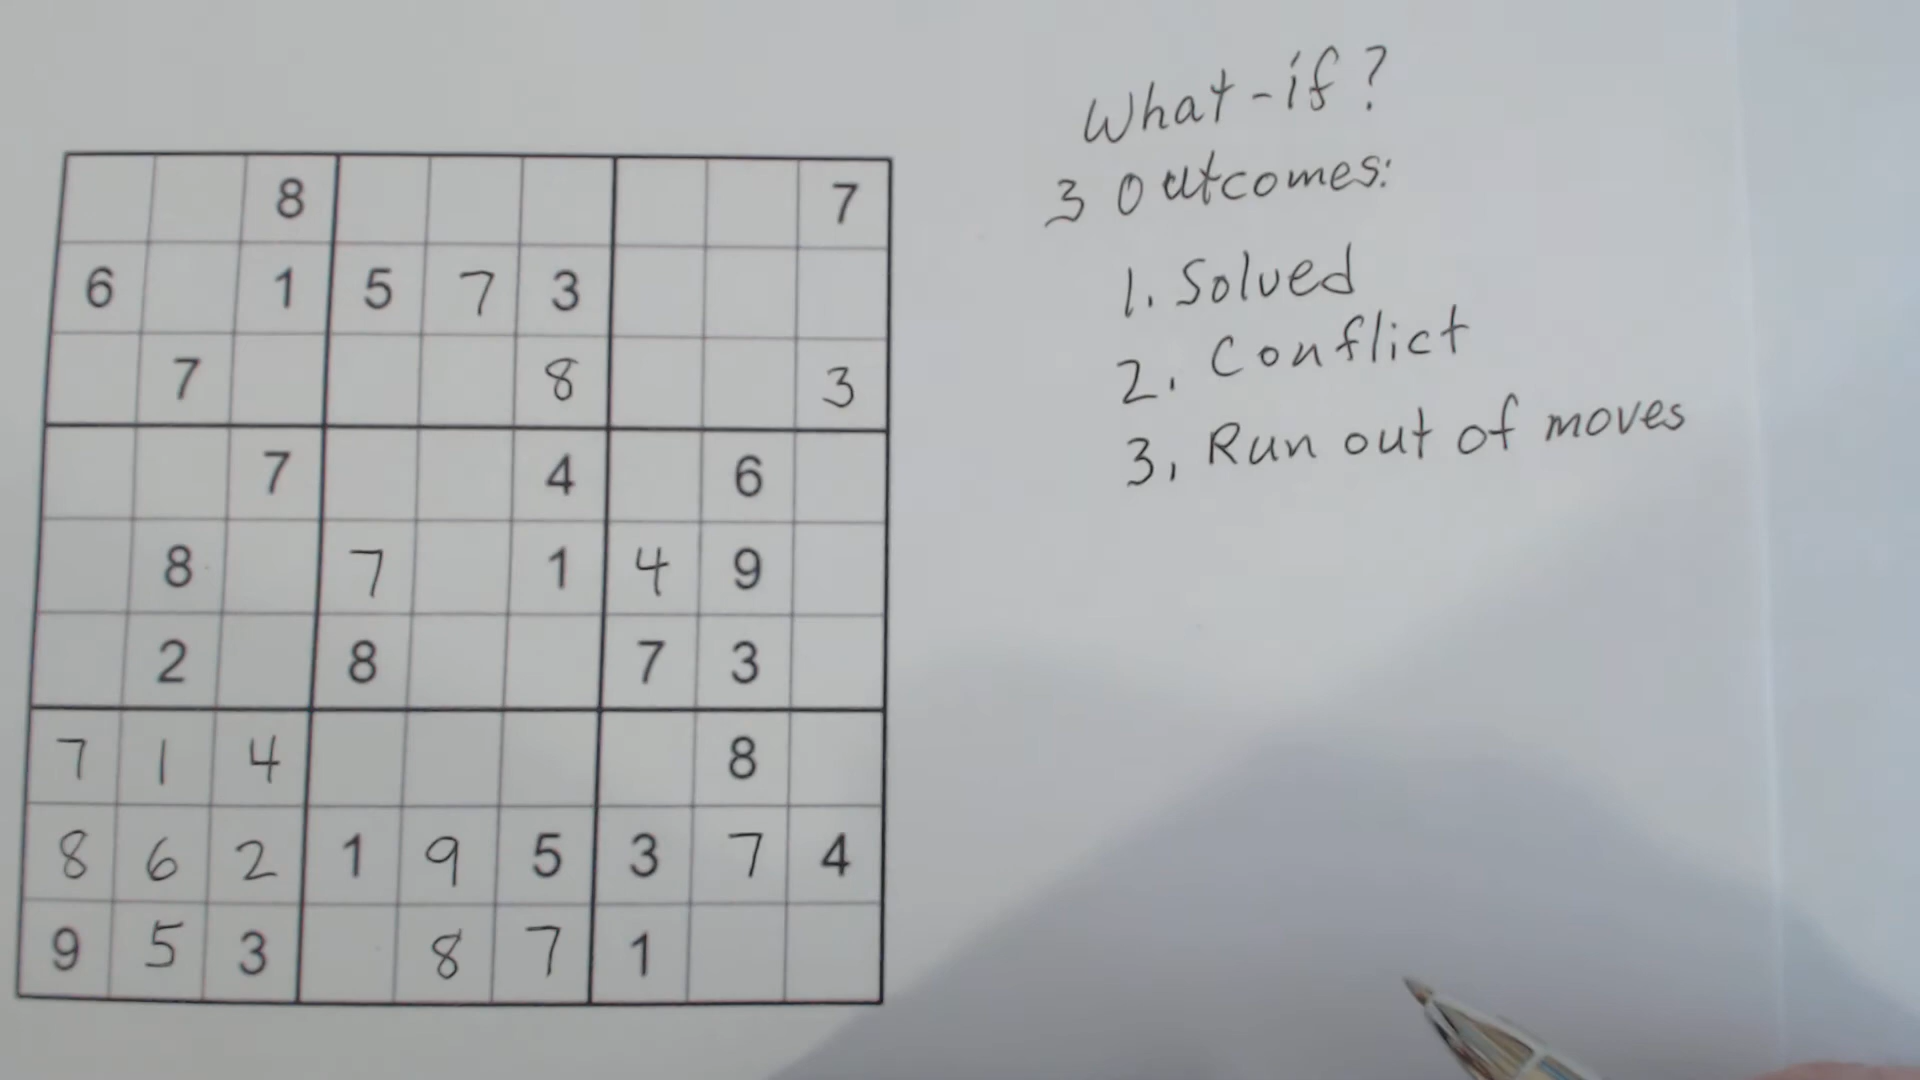 8 7
6 1 5 7 3
7 8 3
7 4 6
8 7 1 4 9
2 8 7 3
7 1 4 8
8 6 2 1 9 5 3 7 4
9 5 3 8 7 1
What-if?
3 Outcomes:
1. Solved
2. Conflict
3. Run out of moves